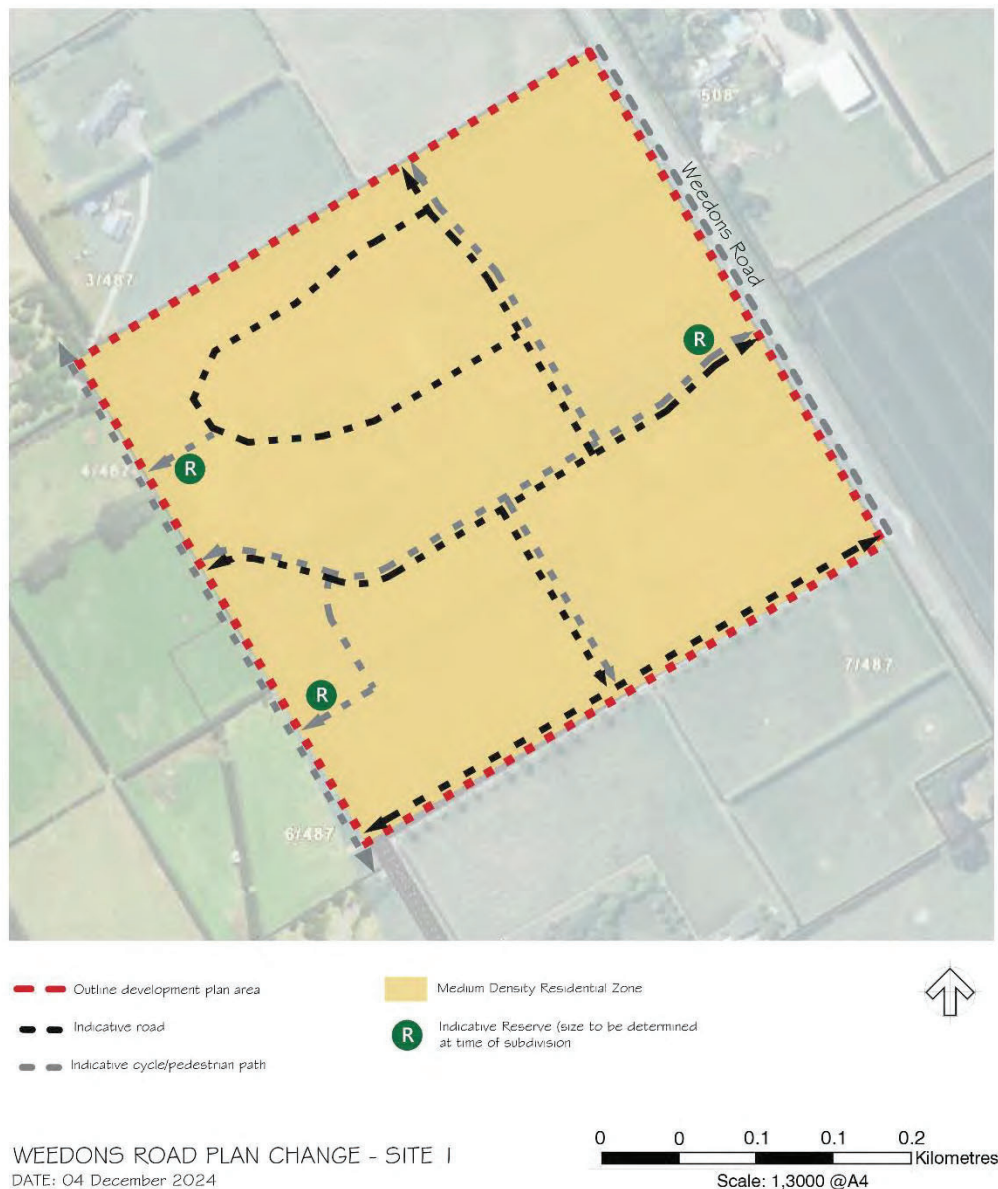 508
Weedons Road
3/487
R
4/487
R
R
7/487
6/487
Outline development plan area
Medium Density Residential Zone
Indicative road
R
Indicative Reserve (size to be determined
at time of subdivision
Indicative cycle/pedestrian path
WEEDONS ROAD PLAN CHANGE - SITE 1
DATE: 04 December 2024
0 0 0.1 0.1 0.2
Kilometres
Scale: 1,3000 @A4